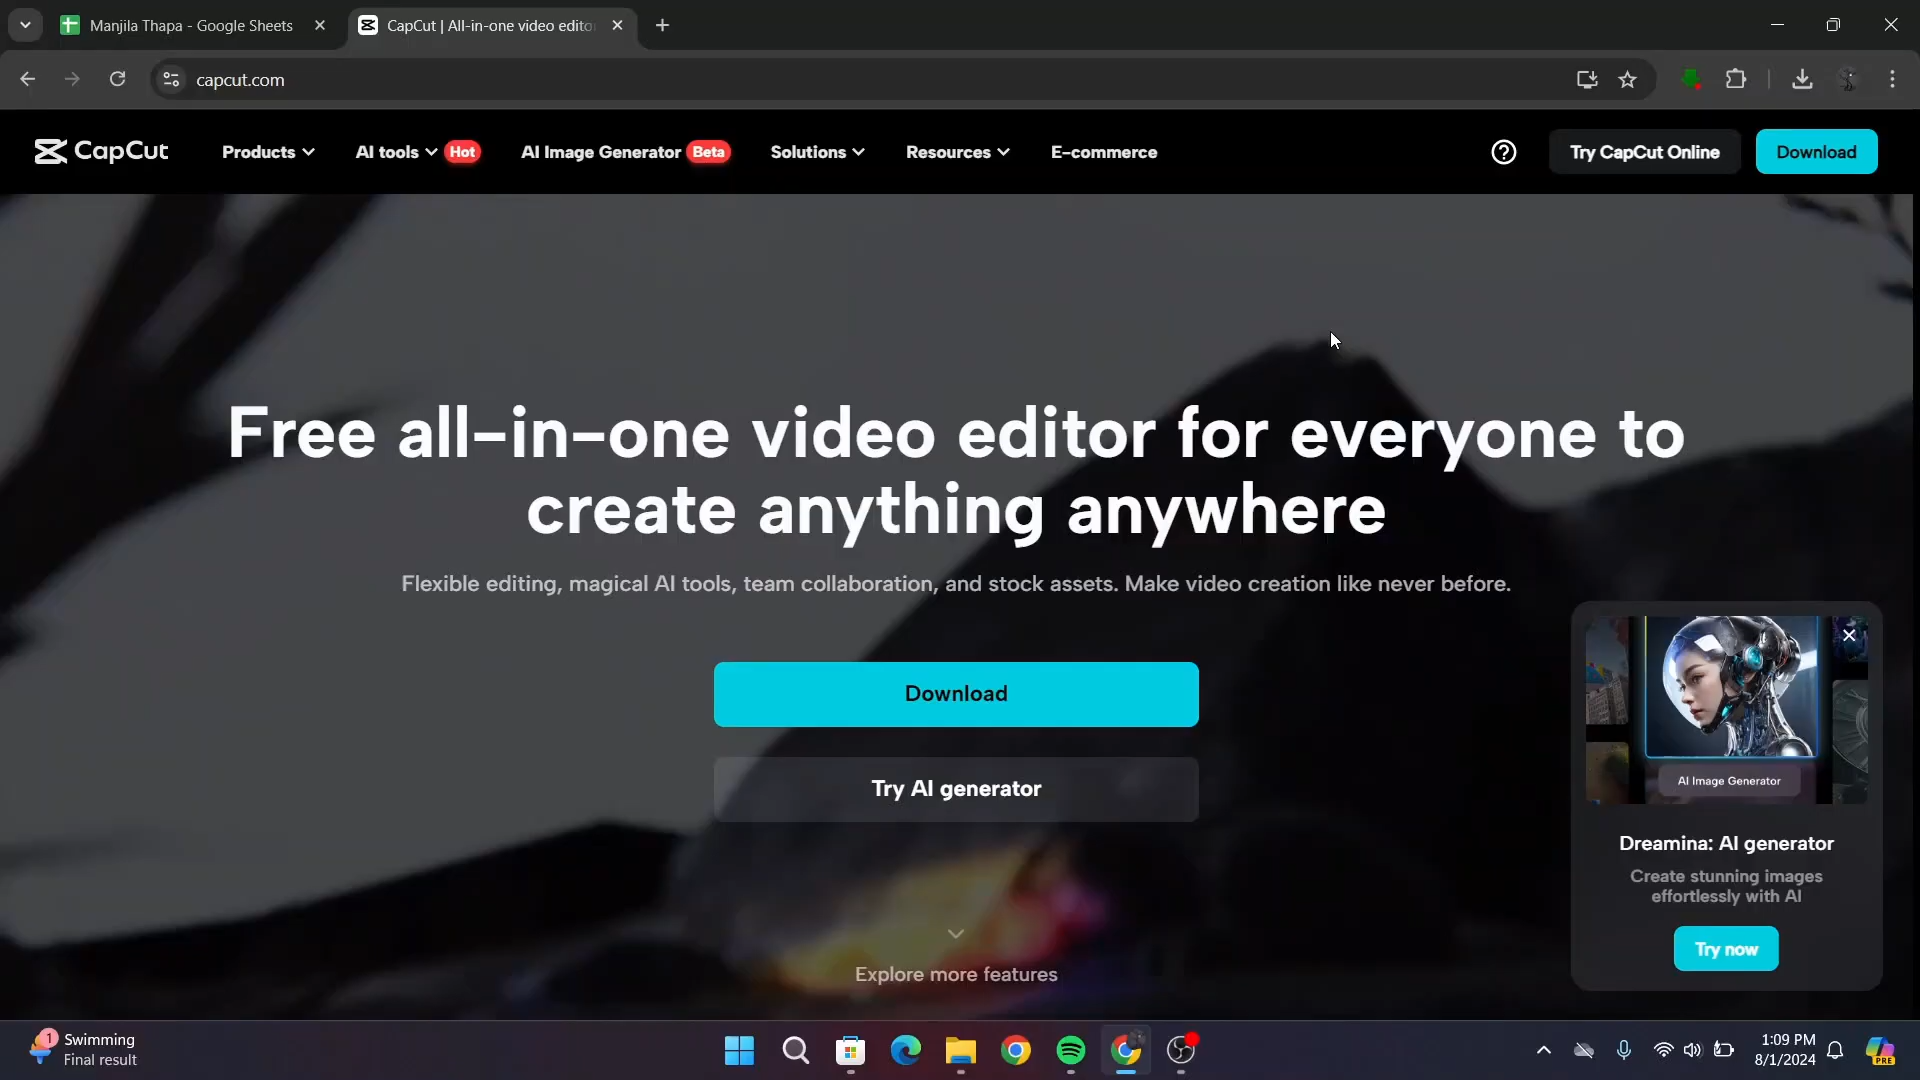 Manjila Thapa - Google Sheets
CapCut | All-in-one video edito
capcut.com
CapCut
Products
AI tools Hot
AI Image Generator Beta
Solutions
Resources
E-commerce
Try CapCut Online
Download
Free all-in-one video editor for everyone to
create anything anywhere
Flexible editing, magical AI tools, team collaboration, and stock assets. Make video creation like never before.
Download
Try AI generator
Explore more features
AI Image Generator
Dreamina: AI generator
Create stunning images
effortlessly with AI
Try now
1
Swimming
Final result
1:09 PM
8/1/2024
PRE